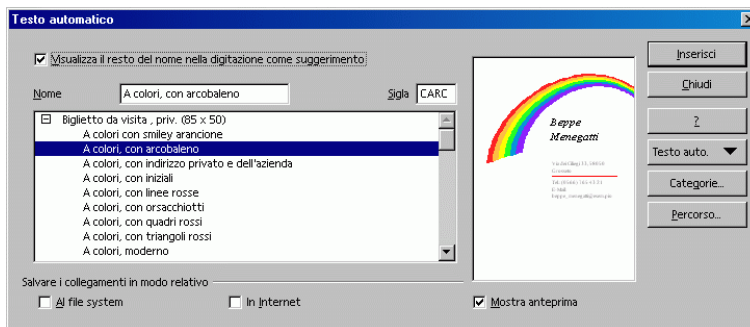 Testo automatico
Visualizza il resto del nome nella digitazione come suggerimento
Nome
A colori, con arcobaleno
Sigla
CARC
Biglietto da visita , priv. (85 x 50)
A colori con smiley arancione
A colori, con arcobaleno
A colori, con indirizzo privato e dell'azienda
A colori, con iniziali
A colori, con linee rosse
A colori, con orsacchiotti
A colori, con quadri rossi
A colori, con triangoli rossi
A colori, moderno
Beppe
Menegatti
E-Mail
Inserisci
Chiudi
?
Testo auto.
Categorie...
Percorso...
Salvare i collegamenti in modo relativo
Al file system
In Internet
Mostra anteprima